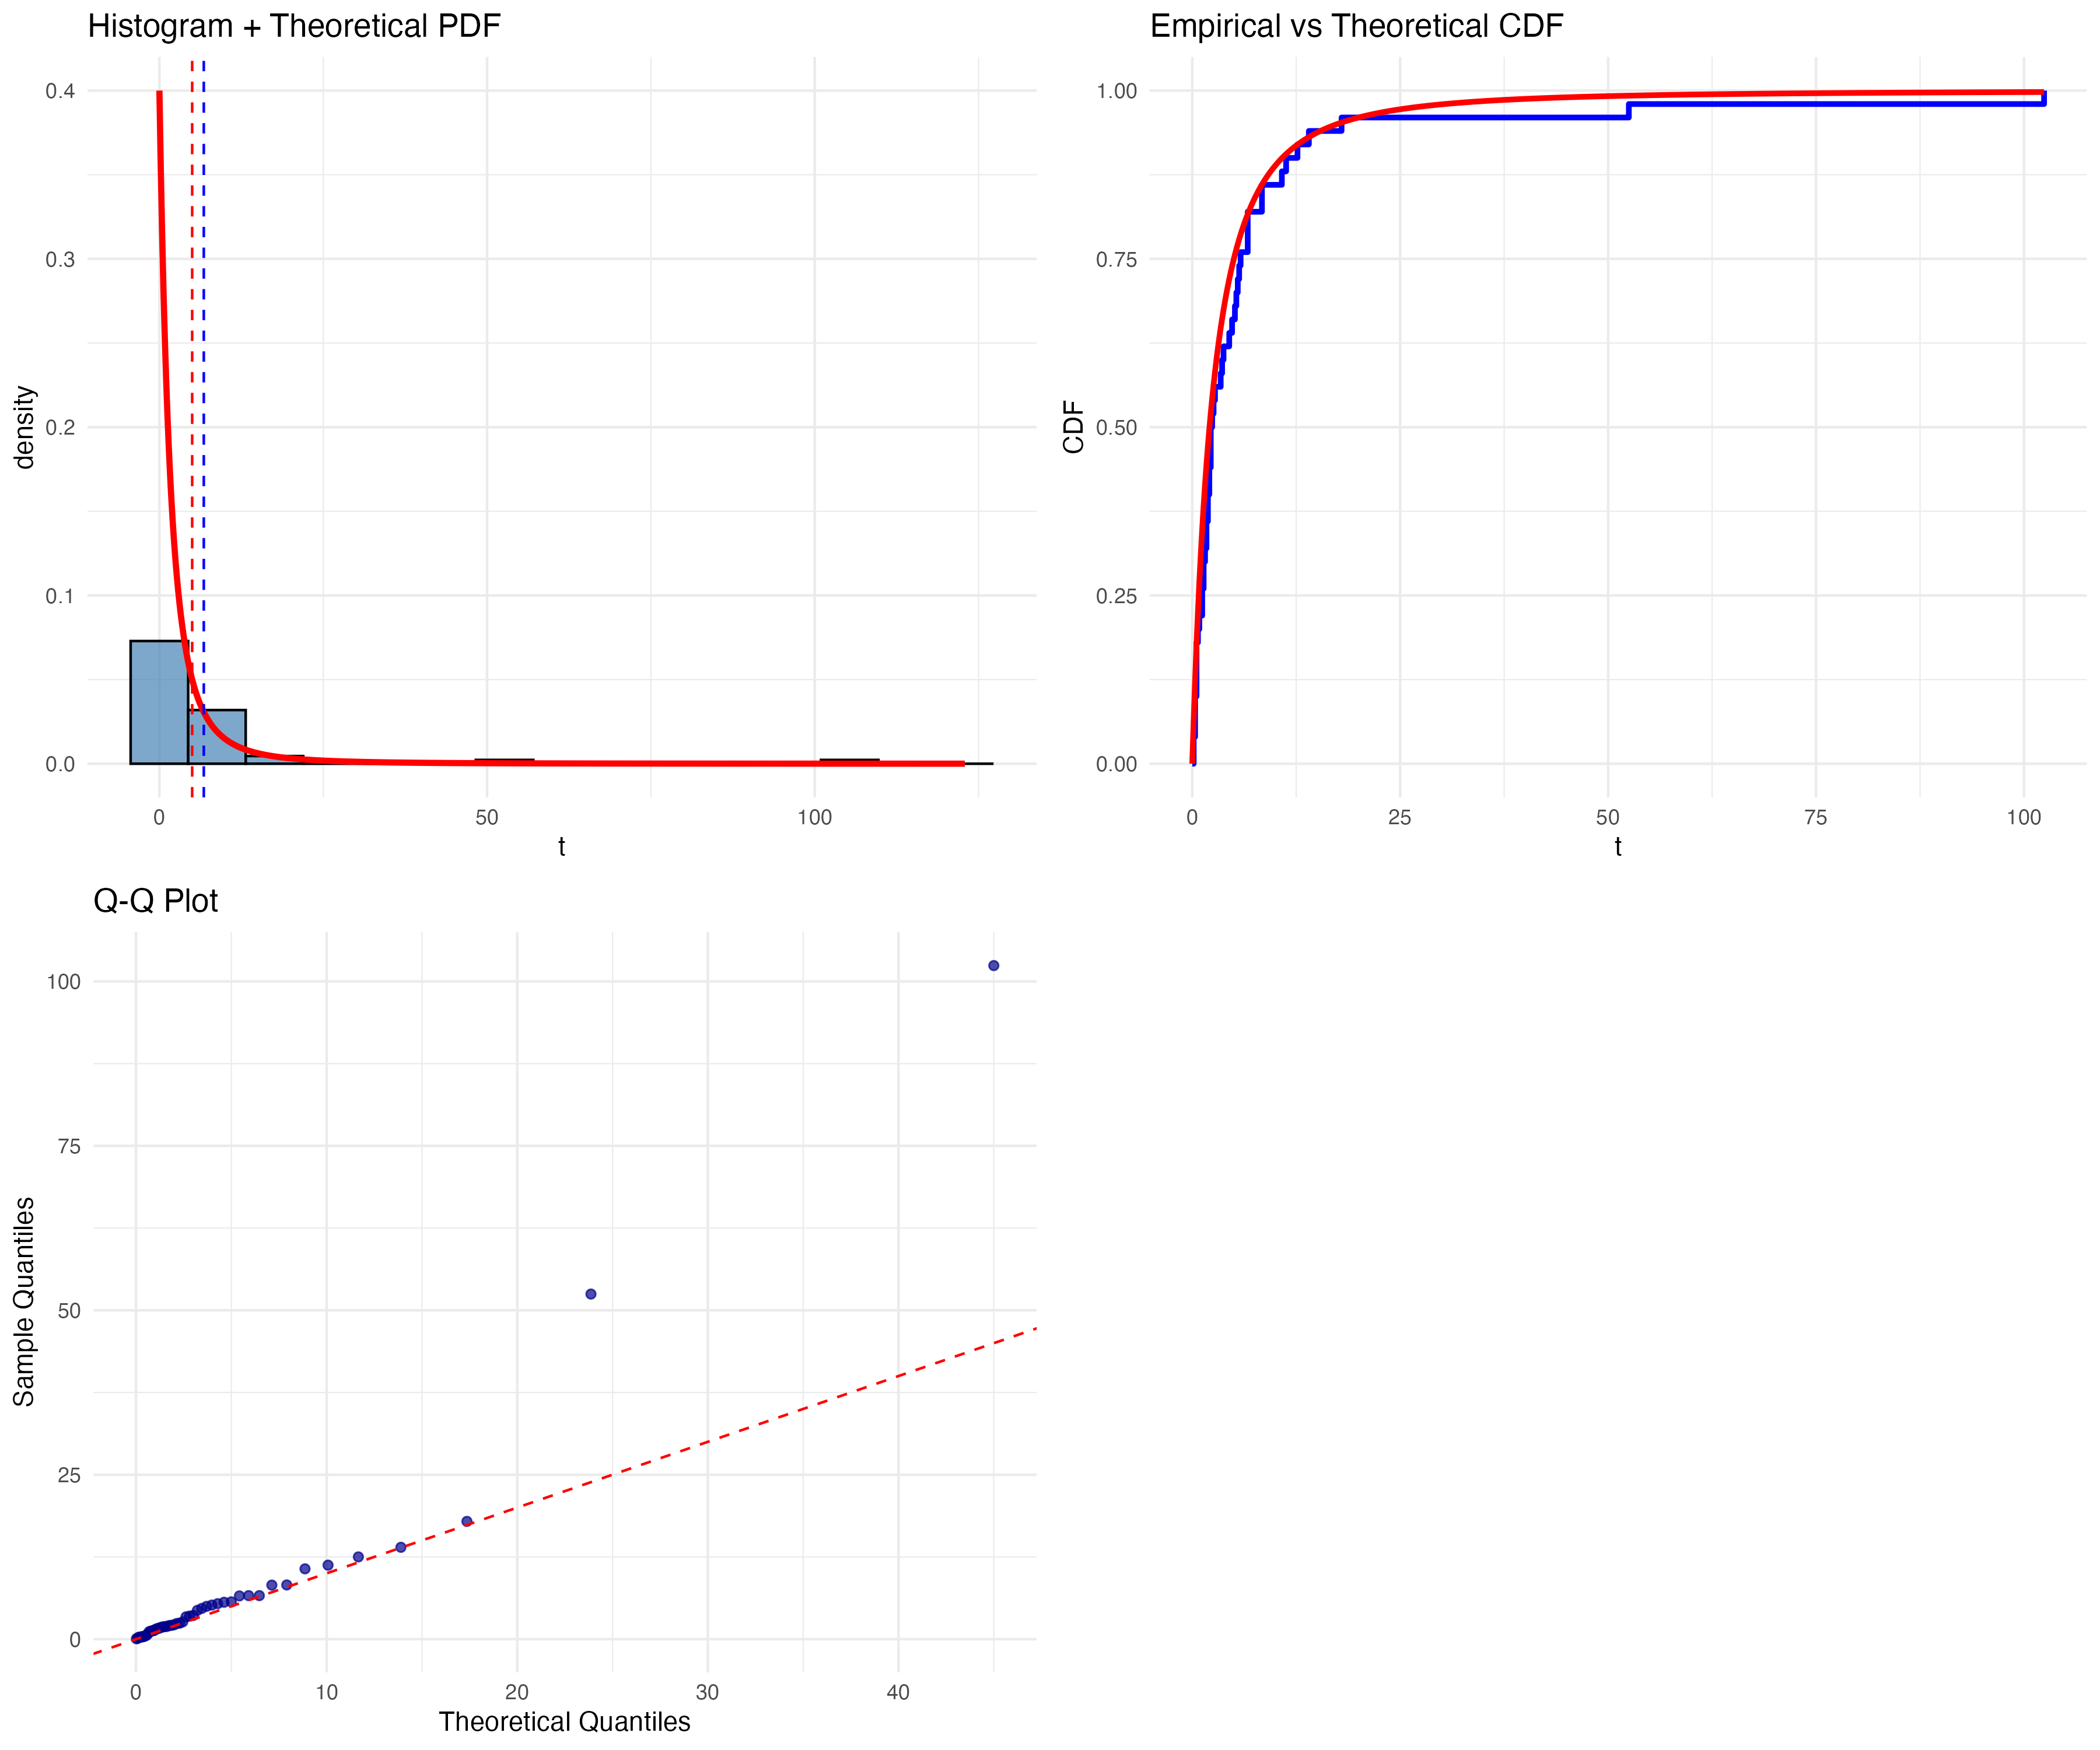 Histogram + Theoretical PDF
0.4
0.3
0.2
0.1
0.0
density
0 50 100
t
Empirical vs Theoretical CDF
1.00
0.75
0.50
0.25
0.00
CDF
0 25 50 75 100
t
Q-Q Plot
100
75
50
25
0
Sample Quantiles
0 10 20 30 40
Theoretical Quantiles